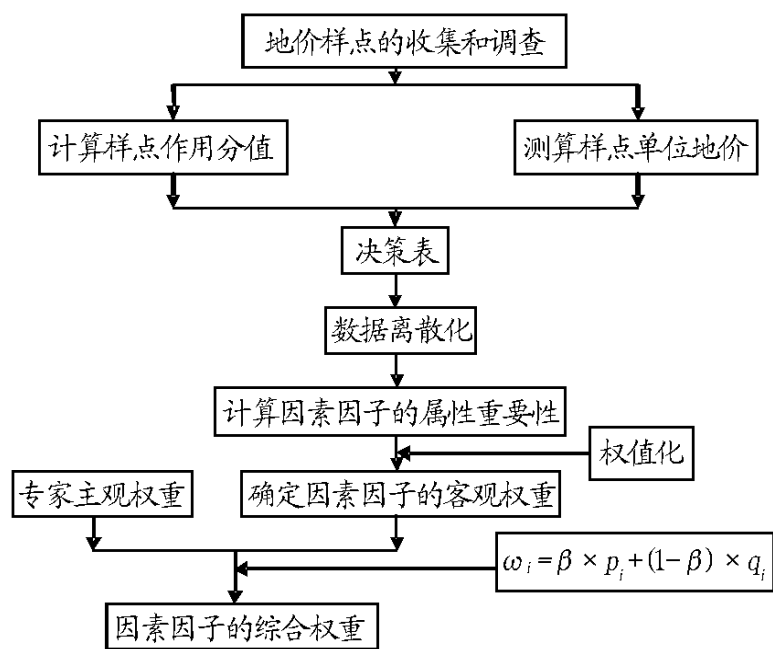 地价样点的收集和调查
计算样点作用分值
测算样点单位地价
决策表
数据离散化
计算因素因子的属性重要性
权值化
专家主观权重
确定因素因子的客观权重
ω_i = β × p_i + (1 − β) × q_i
因素因子的综合权重